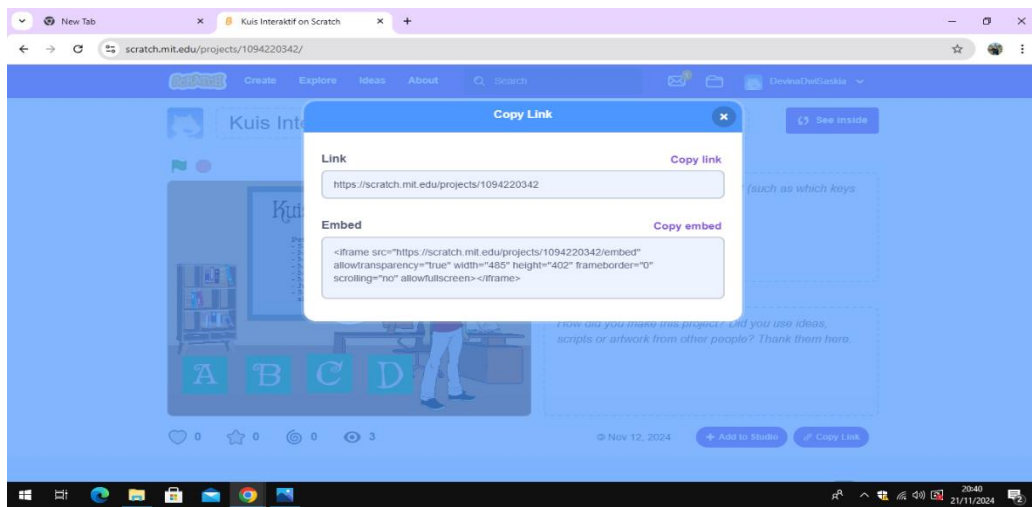 New Tab
Kuis Interaktif on Scratch
scratch.mit.edu/projects/1094220342/
SCRATCH Create Explore Ideas About Search DevinaDwiSaskia
Kuis Inte
See inside
Copy Link
Link Copy link
https://scratch.mit.edu/projects/1094220342
(such as which keys
Embed Copy embed
<iframe src="https://scratch.mit.edu/projects/1094220342/embed"
allowtransparency="true" width="485" height="402" frameborder="0"
scrolling="no" allowfullscreen></iframe>
Kui
How did you make this project? Did you use ideas,
scripts or artwork from other people? Thank them here.
A B C D
0 0 0 3
© Nov 12, 2024
+ Add to Studio
Copy Link
20:40
21/11/2024
2